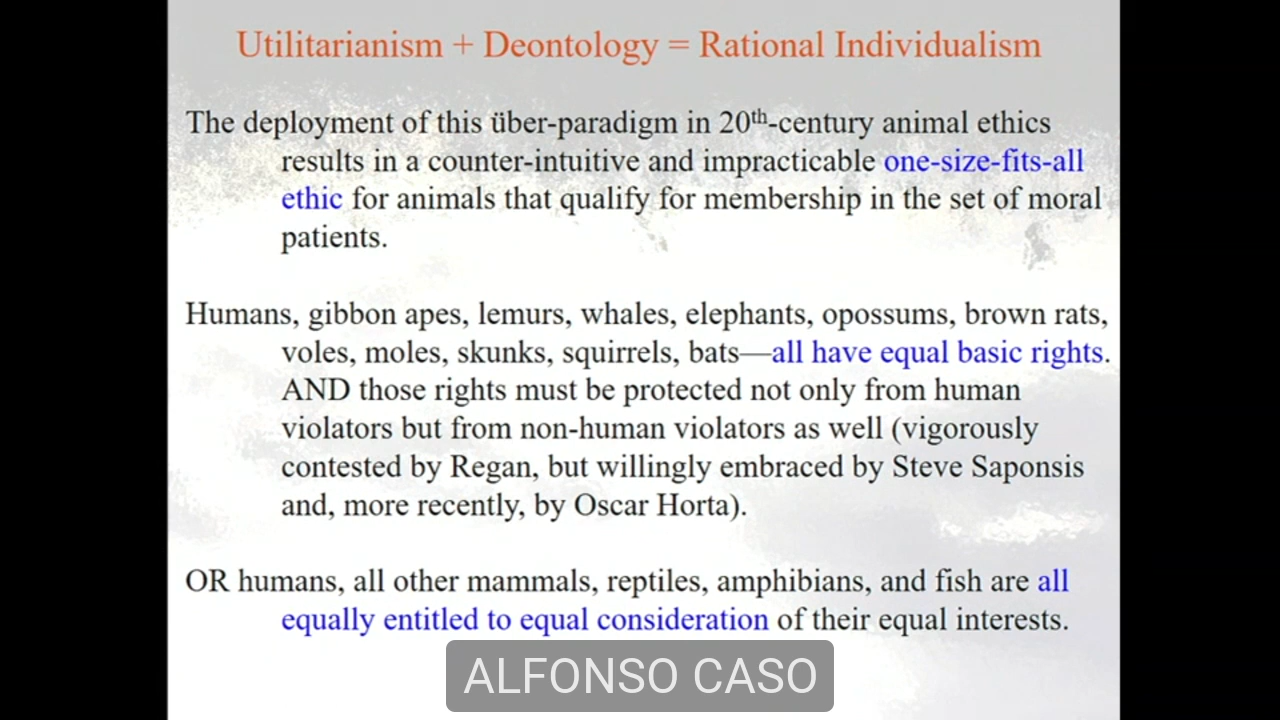 Utilitarianism + Deontology = Rational Individualism
The deployment of this über-paradigm in 20th-century animal ethics
results in a counter-intuitive and impracticable one-size-fits-all
ethic for animals that qualify for membership in the set of moral
patients.
Humans, gibbon apes, lemurs, whales, elephants, opossums, brown rats,
voles, moles, skunks, squirrels, bats—all have equal basic rights.
AND those rights must be protected not only from human
violators but from non-human violators as well (vigorously
contested by Regan, but willingly embraced by Steve Saponsis
and, more recently, by Oscar Horta).
OR humans, all other mammals, reptiles, amphibians, and fish are all
equally entitled to equal consideration of their equal interests.
ALFONSO CASO